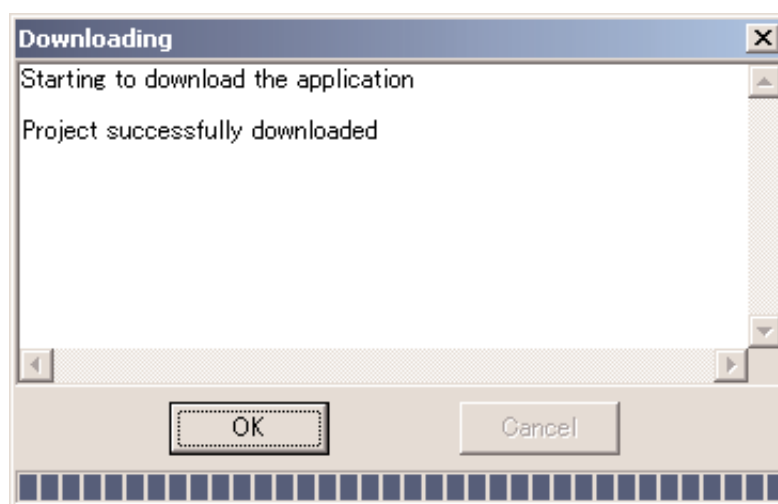 Downloading
Starting to download the application
Project successfully downloaded
OK
Cancel